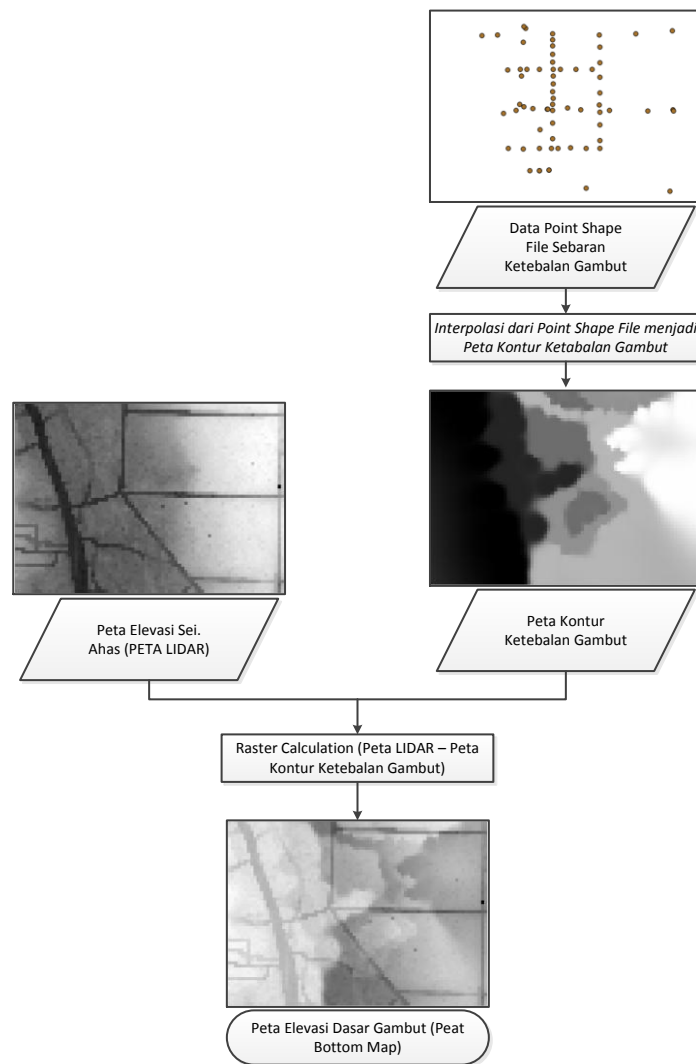 Data Point Shape
File Sebaran
Ketebalan Gambut
Interpolasi dari Point Shape File menjadi
Peta Kontur Ketabalan Gambut
Peta Elevasi Sei.
Ahas (PETA LIDAR)
Peta Kontur
Ketebalan Gambut
Raster Calculation (Peta LIDAR – Peta
Kontur Ketebalan Gambut)
Peta Elevasi Dasar Gambut (Peat
Bottom Map)